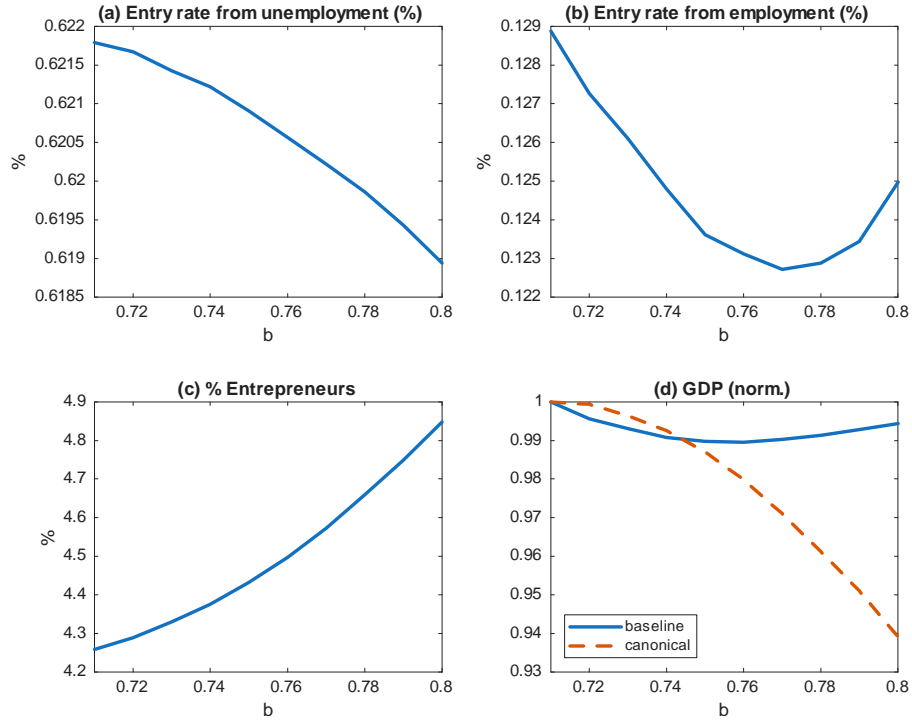 (a) Entry rate from unemployment (%)
0.622
0.6215
0.621
0.6205
0.62
0.6195
0.619
0.6185
%
0.72 0.74 0.76 0.78 0.8
b
(b) Entry rate from employment (%)
0.129
0.128
0.127
0.126
0.125
0.124
0.123
0.122
%
0.72 0.74 0.76 0.78 0.8
b
(c) % Entrepreneurs
4.9
4.8
4.7
4.6
4.5
4.4
4.3
4.2
%
0.72 0.74 0.76 0.78 0.8
b
(d) GDP (norm.)
1
0.99
0.98
0.97
0.96
0.95
0.94
0.93
baseline
canonical
0.72 0.74 0.76 0.78 0.8
b